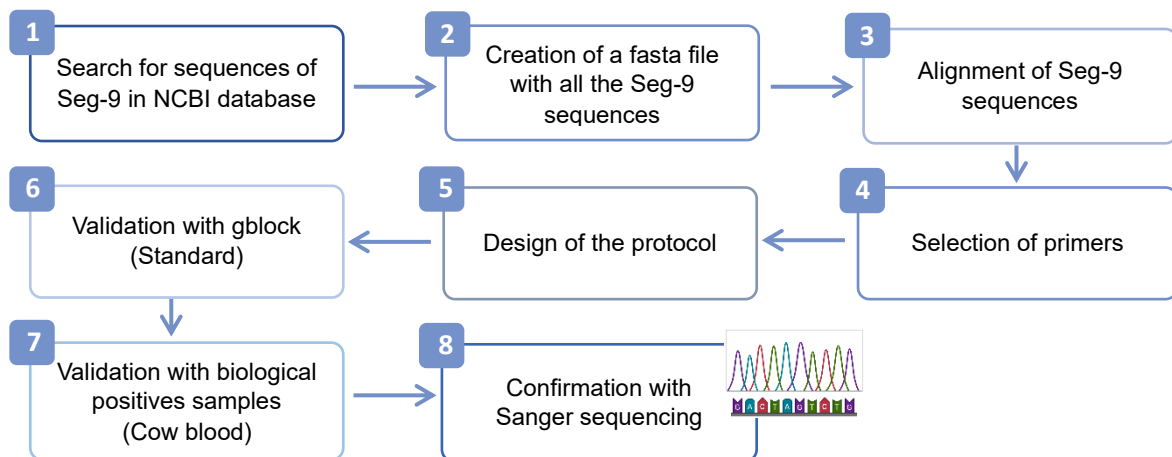 1
Search for sequences of
Seg-9 in NCBI database
2
Creation of a fasta file
with all the Seg-9
sequences
3
Alignment of Seg-9
sequences
4
Selection of primers
5
Design of the protocol
6
Validation with gblock
(Standard)
7
Validation with biological
positives samples
(Cow blood)
8
Confirmation with
Sanger sequencing
G A C T A G T C T G